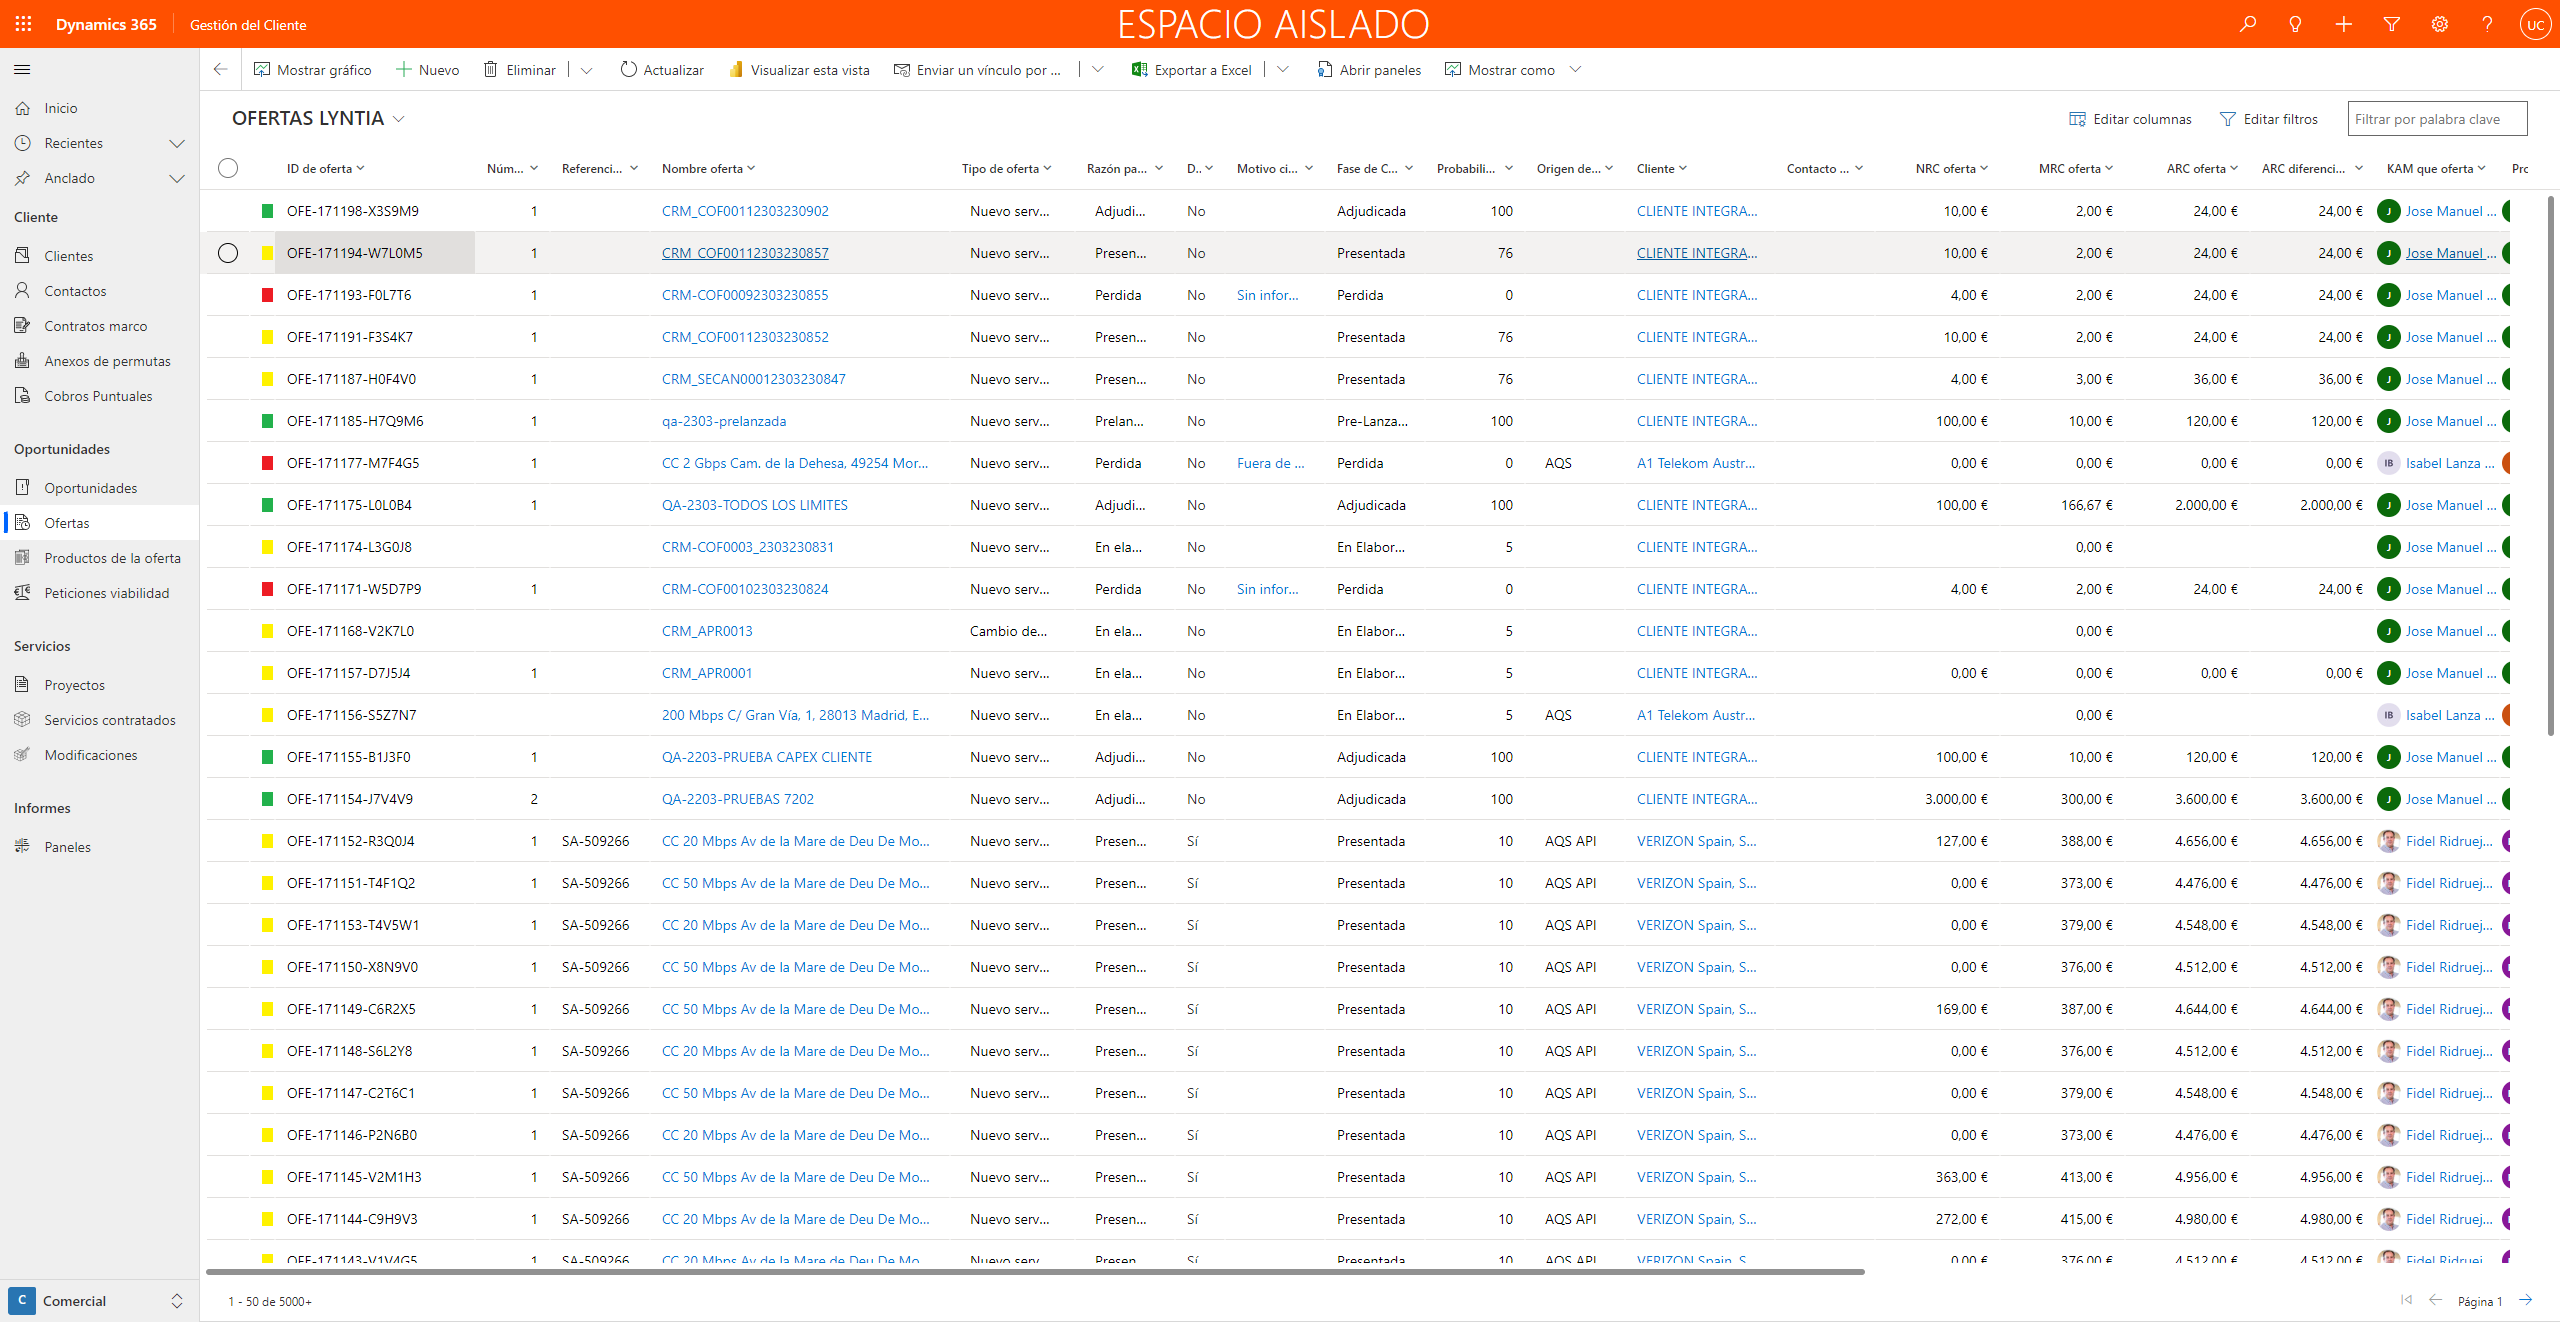 Dynamics 365 Gestión del Cliente ESPACIO AISLADO UC
Mostrar gráfico Nuevo Eliminar Actualizar Visualizar esta vista Enviar un vínculo por ... Exportar a Excel Abrir paneles Mostrar como
Inicio
Recientes
Anclado
Cliente
Clientes
Contactos
Contratos marco
Anexos de permutas
Cobros Puntuales
Oportunidades
Oportunidades
Ofertas
Productos de la oferta
Peticiones viabilidad
Servicios
Proyectos
Servicios contratados
Modificaciones
Informes
Paneles
C Comercial
OFERTAS LYNTIA Editar columnas Editar filtros Filtrar por palabra clave
ID de oferta Núm... Referenci... Nombre oferta Tipo de oferta Razón pa... D... Motivo ci... Fase de C... Probabili... Origen de... Cliente Contacto ... NRC oferta MRC oferta ARC oferta ARC diferenci... KAM que oferta Prc
OFE-171198-X3S9M9 1 CRM_COF00112303230902 Nuevo serv... Adjudi... No Adjudicada 100 CLIENTE INTEGRA... 10,00 € 2,00 € 24,00 € 24,00 € J Jose Manuel ...
OFE-171194-W7L0M5 1 CRM_COF00112303230857 Nuevo serv... Presen... No Presentada 76 CLIENTE INTEGRA... 10,00 € 2,00 € 24,00 € 24,00 € J Jose Manuel ...
OFE-171193-F0L7T6 1 CRM-COF00092303230855 Nuevo serv... Perdida No Sin infor... Perdida 0 CLIENTE INTEGRA... 4,00 € 2,00 € 24,00 € 24,00 € J Jose Manuel ...
OFE-171191-F3S4K7 1 CRM_COF00112303230852 Nuevo serv... Presen... No Presentada 76 CLIENTE INTEGRA... 10,00 € 2,00 € 24,00 € 24,00 € J Jose Manuel ...
OFE-171187-H0F4V0 1 CRM_SECAN00012303230847 Nuevo serv... Presen... No Presentada 76 CLIENTE INTEGRA... 4,00 € 3,00 € 36,00 € 36,00 € J Jose Manuel ...
OFE-171185-H7Q9M6 1 qa-2303-prelanzada Nuevo serv... Prelan... No Pre-Lanza... 100 CLIENTE INTEGRA... 100,00 € 10,00 € 120,00 € 120,00 € J Jose Manuel ...
OFE-171177-M7F4G5 1 CC 2 Gbps Cam. de la Dehesa, 49254 Mor... Nuevo serv... Perdida No Fuera de ... Perdida 0 AQS A1 Telekom Austr... 0,00 € 0,00 € 0,00 € 0,00 € IB Isabel Lanza ...
OFE-171175-L0L0B4 1 QA-2303-TODOS LOS LIMITES Nuevo serv... Adjudi... No Adjudicada 100 CLIENTE INTEGRA... 100,00 € 166,67 € 2.000,00 € 2.000,00 € J Jose Manuel ...
OFE-171174-L3G0J8 CRM-COF0003_2303230831 Nuevo serv... En ela... No En Elabor... 5 CLIENTE INTEGRA... 0,00 € J Jose Manuel ...
OFE-171171-W5D7P9 1 CRM-COF00102303230824 Nuevo serv... Perdida No Sin infor... Perdida 0 CLIENTE INTEGRA... 4,00 € 2,00 € 24,00 € 24,00 € J Jose Manuel ...
OFE-171168-V2K7L0 CRM_APR0013 Cambio de... En ela... No En Elabor... 5 CLIENTE INTEGRA... 0,00 € J Jose Manuel ...
OFE-171157-D7J5J4 1 CRM_APR0001 Nuevo serv... En ela... No En Elabor... 5 CLIENTE INTEGRA... 0,00 € 0,00 € 0,00 € 0,00 € J Jose Manuel ...
OFE-171156-S5Z7N7 200 Mbps C/ Gran Vía, 1, 28013 Madrid, E... Nuevo serv... En ela... No En Elabor... 5 AQS A1 Telekom Austr... 0,00 € IB Isabel Lanza ...
OFE-171155-B1J3F0 1 QA-2203-PRUEBA CAPEX CLIENTE Nuevo serv... Adjudi... No Adjudicada 100 CLIENTE INTEGRA... 100,00 € 10,00 € 120,00 € 120,00 € J Jose Manuel ...
OFE-171154-J7V4V9 2 QA-2203-PRUEBAS 7202 Nuevo serv... Adjudi... No Adjudicada 100 CLIENTE INTEGRA... 3.000,00 € 300,00 € 3.600,00 € 3.600,00 € J Jose Manuel ...
OFE-171152-R3Q0J4 1 SA-509266 CC 20 Mbps Av de la Mare de Deu De Mo... Nuevo serv... Presen... Sí Presentada 10 AQS API VERIZON Spain, S... 127,00 € 388,00 € 4.656,00 € 4.656,00 € Fidel Ridruej...
OFE-171151-T4F1Q2 1 SA-509266 CC 50 Mbps Av de la Mare de Deu De Mo... Nuevo serv... Presen... Sí Presentada 10 AQS API VERIZON Spain, S... 0,00 € 373,00 € 4.476,00 € 4.476,00 € Fidel Ridruej...
OFE-171153-T4V5W1 1 SA-509266 CC 20 Mbps Av de la Mare de Deu De Mo... Nuevo serv... Presen... Sí Presentada 10 AQS API VERIZON Spain, S... 0,00 € 379,00 € 4.548,00 € 4.548,00 € Fidel Ridruej...
OFE-171150-X8N9V0 1 SA-509266 CC 50 Mbps Av de la Mare de Deu De Mo... Nuevo serv... Presen... Sí Presentada 10 AQS API VERIZON Spain, S... 0,00 € 376,00 € 4.512,00 € 4.512,00 € Fidel Ridruej...
OFE-171149-C6R2X5 1 SA-509266 CC 50 Mbps Av de la Mare de Deu De Mo... Nuevo serv... Presen... Sí Presentada 10 AQS API VERIZON Spain, S... 169,00 € 387,00 € 4.644,00 € 4.644,00 € Fidel Ridruej...
OFE-171148-S6L2Y8 1 SA-509266 CC 20 Mbps Av de la Mare de Deu De Mo... Nuevo serv... Presen... Sí Presentada 10 AQS API VERIZON Spain, S... 0,00 € 376,00 € 4.512,00 € 4.512,00 € Fidel Ridruej...
OFE-171147-C2T6C1 1 SA-509266 CC 50 Mbps Av de la Mare de Deu De Mo... Nuevo serv... Presen... Sí Presentada 10 AQS API VERIZON Spain, S... 0,00 € 379,00 € 4.548,00 € 4.548,00 € Fidel Ridruej...
OFE-171146-P2N6B0 1 SA-509266 CC 20 Mbps Av de la Mare de Deu De Mo... Nuevo serv... Presen... Sí Presentada 10 AQS API VERIZON Spain, S... 0,00 € 373,00 € 4.476,00 € 4.476,00 € Fidel Ridruej...
OFE-171145-V2M1H3 1 SA-509266 CC 50 Mbps Av de la Mare de Deu De Mo... Nuevo serv... Presen... Sí Presentada 10 AQS API VERIZON Spain, S... 363,00 € 413,00 € 4.956,00 € 4.956,00 € Fidel Ridruej...
OFE-171144-C9H9V3 1 SA-509266 CC 20 Mbps Av de la Mare de Deu De Mo... Nuevo serv... Presen... Sí Presentada 10 AQS API VERIZON Spain, S... 272,00 € 415,00 € 4.980,00 € 4.980,00 € Fidel Ridruej...
OFE-171143-V1V4G5 1 SA-509266 CC 20 Mbps Av de la Mare de Deu De Mo... Nuevo serv... Presen... Sí Presentada 10 AQS API VERIZON Spain, S... 0,00 € 376,00 € 4.512,00 € 4.512,00 € Fidel Ridruej...
1 - 50 de 5000+ Página 1